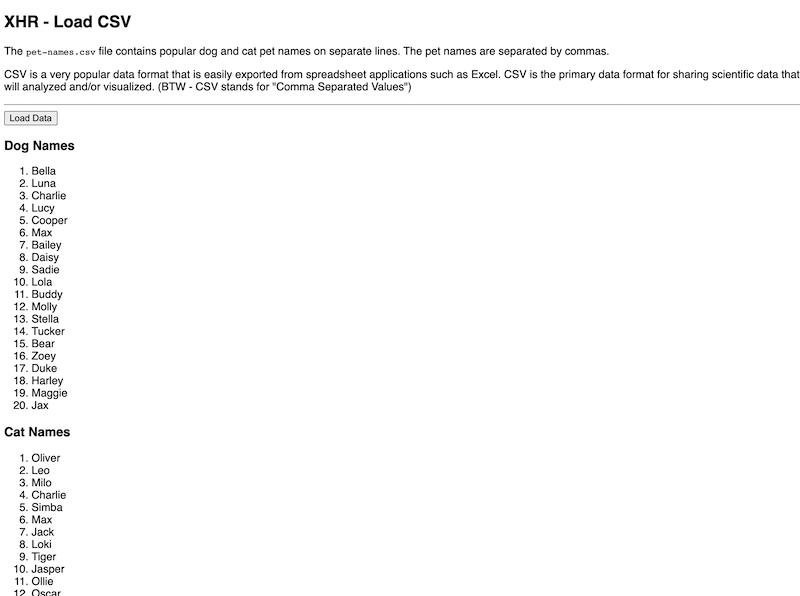 XHR - Load CSV
The pet-names.csv file contains popular dog and cat pet names on separate lines. The pet names are separated by commas.
CSV is a very popular data format that is easily exported from spreadsheet applications such as Excel. CSV is the primary data format for sharing scientific data that
will analyzed and/or visualized. (BTW - CSV stands for "Comma Separated Values")
Load Data
Dog Names
1. Bella
2. Luna
3. Charlie
4. Lucy
5. Cooper
6. Max
7. Bailey
8. Daisy
9. Sadie
10. Lola
11. Buddy
12. Molly
13. Stella
14. Tucker
15. Bear
16. Zoey
17. Duke
18. Harley
19. Maggie
20. Jax
Cat Names
1. Oliver
2. Leo
3. Milo
4. Charlie
5. Simba
6. Max
7. Jack
8. Loki
9. Tiger
10. Jasper
11. Ollie
12. Oscar